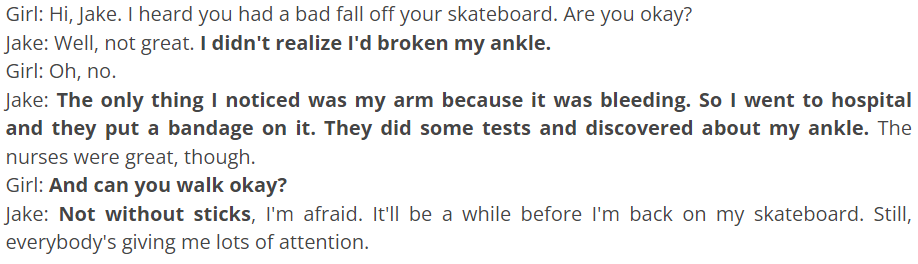 Girl: Hi, Jake. I heard you had a bad fall off your skateboard. Are you okay?
Jake: Well, not great. I didn't realize I'd broken my ankle.
Girl: Oh, no.
Jake: The only thing I noticed was my arm because it was bleeding. So I went to hospital
and they put a bandage on it. They did some tests and discovered about my ankle. The
nurses were great, though.
Girl: And can you walk okay?
Jake: Not without sticks, I'm afraid. It'll be a while before I'm back on my skateboard. Still,
everybody's giving me lots of attention.